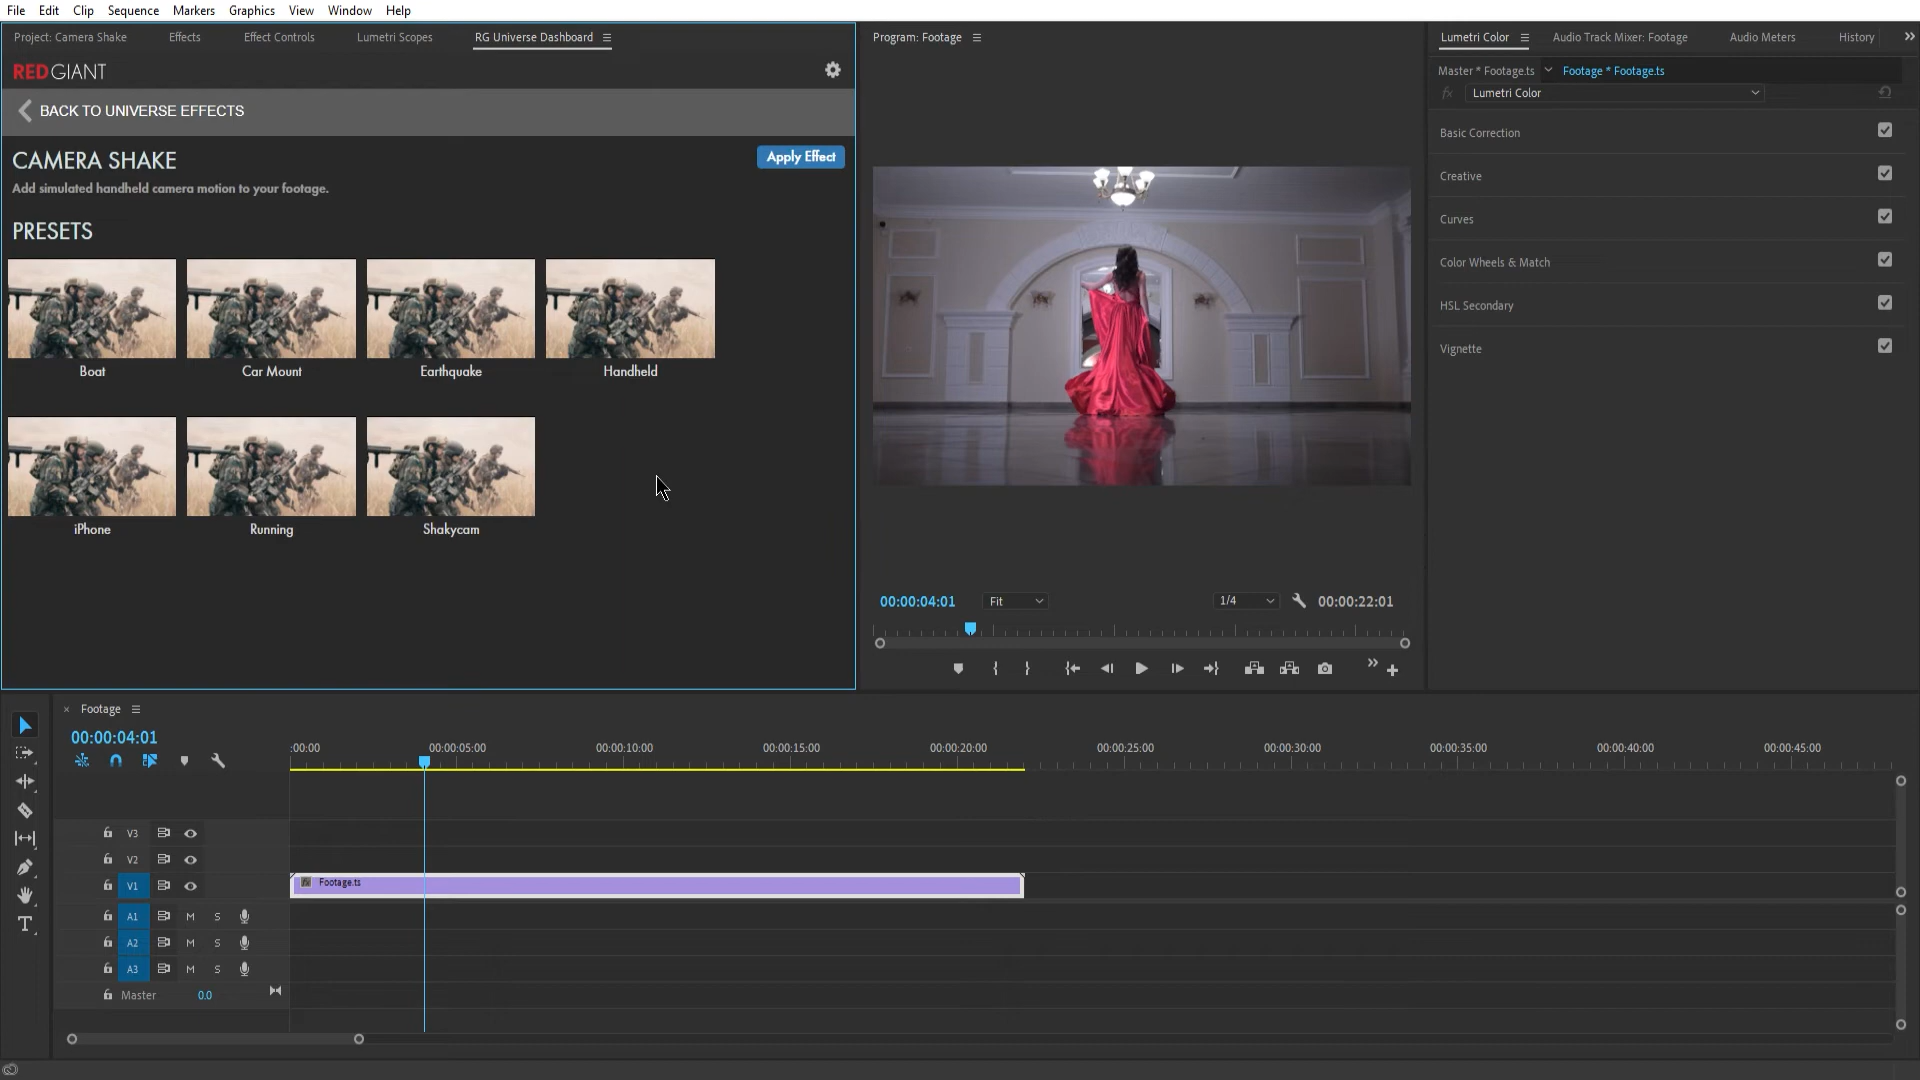 File Edit Clip Sequence Markers Graphics View Window Help
Project: Camera Shake Effects Effect Controls Lumetri Scopes RG Universe Dashboard
REDGIANT
BACK TO UNIVERSE EFFECTS
CAMERA SHAKE
Apply Effect
Add simulated handheld camera motion to your footage.
PRESETS
Boat Car Mount Earthquake Handheld
iPhone Running Shakycam
Program: Footage
00:00:04:01 Fit 1/4 00:00:22:01
Lumetri Color Audio Track Mixer: Footage Audio Meters History
Master * Footage.ts Footage * Footage.ts
fx Lumetri Color
Basic Correction
Creative
Curves
Color Wheels & Match
HSL Secondary
Vignette
× Footage
00:00:04:01
:00:00 00:00:05:00 00:00:10:00 00:00:15:00 00:00:20:00 00:00:25:00 00:00:30:00 00:00:35:00 00:00:40:00 00:00:45:00
V3
V2
V1 fx Footage.ts
A1 M S
A2 M S
A3 M S
Master 0.0